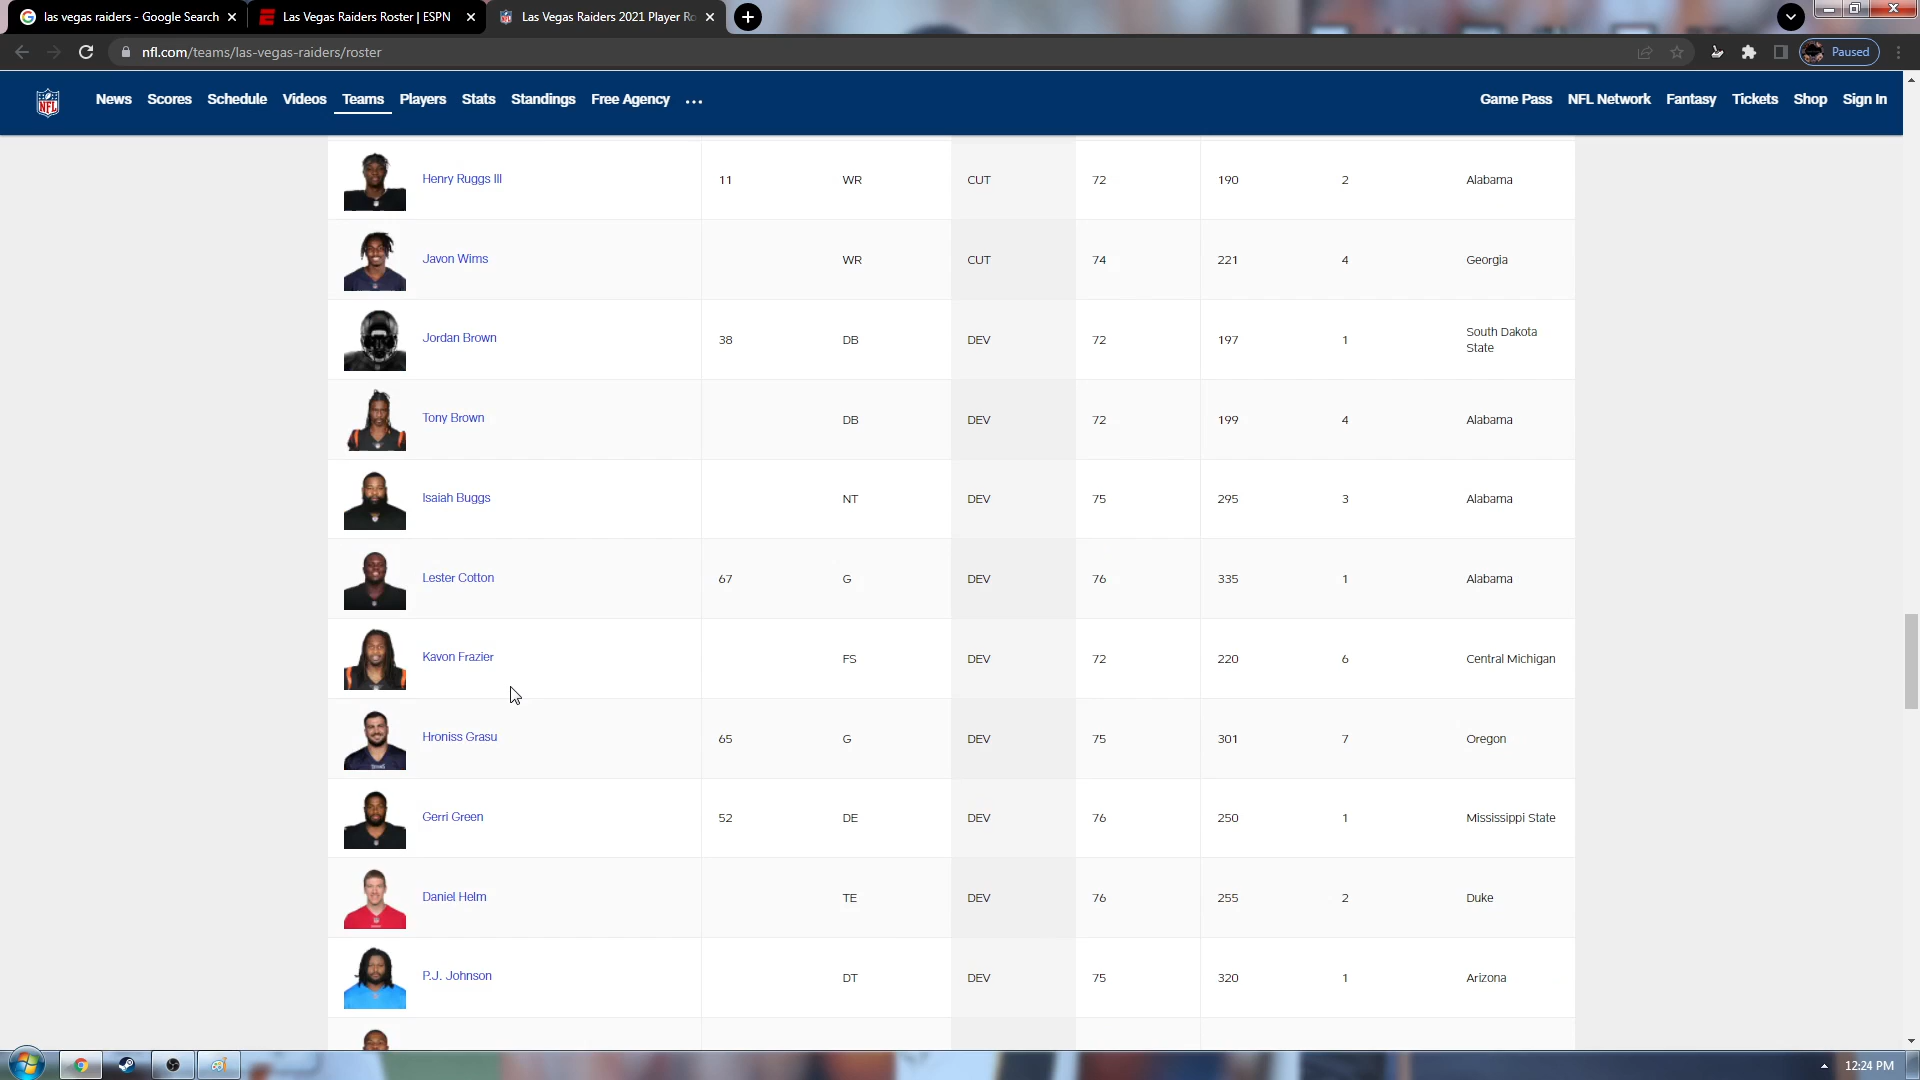 las vegas raiders - Google Search
Las Vegas Raiders Roster | ESPN
Las Vegas Raiders 2021 Player Ro
nfl.com/teams/las-vegas-raiders/roster
Paused
NFL
News Scores Schedule Videos Teams Players Stats Standings Free Agency ...
Game Pass NFL Network Fantasy Tickets Shop Sign In
Henry Ruggs III 11 WR CUT 72 190 2 Alabama
Javon Wims WR CUT 74 221 4 Georgia
Jordan Brown 38 DB DEV 72 197 1 South Dakota
State
Tony Brown DB DEV 72 199 4 Alabama
Isaiah Buggs NT DEV 75 295 3 Alabama
Lester Cotton 67 G DEV 76 335 1 Alabama
Kavon Frazier FS DEV 72 220 6 Central Michigan
Hroniss Grasu 65 G DEV 75 301 7 Oregon
Gerri Green 52 DE DEV 76 250 1 Mississippi State
Daniel Helm TE DEV 76 255 2 Duke
P.J. Johnson DT DEV 75 320 1 Arizona
12:24 PM